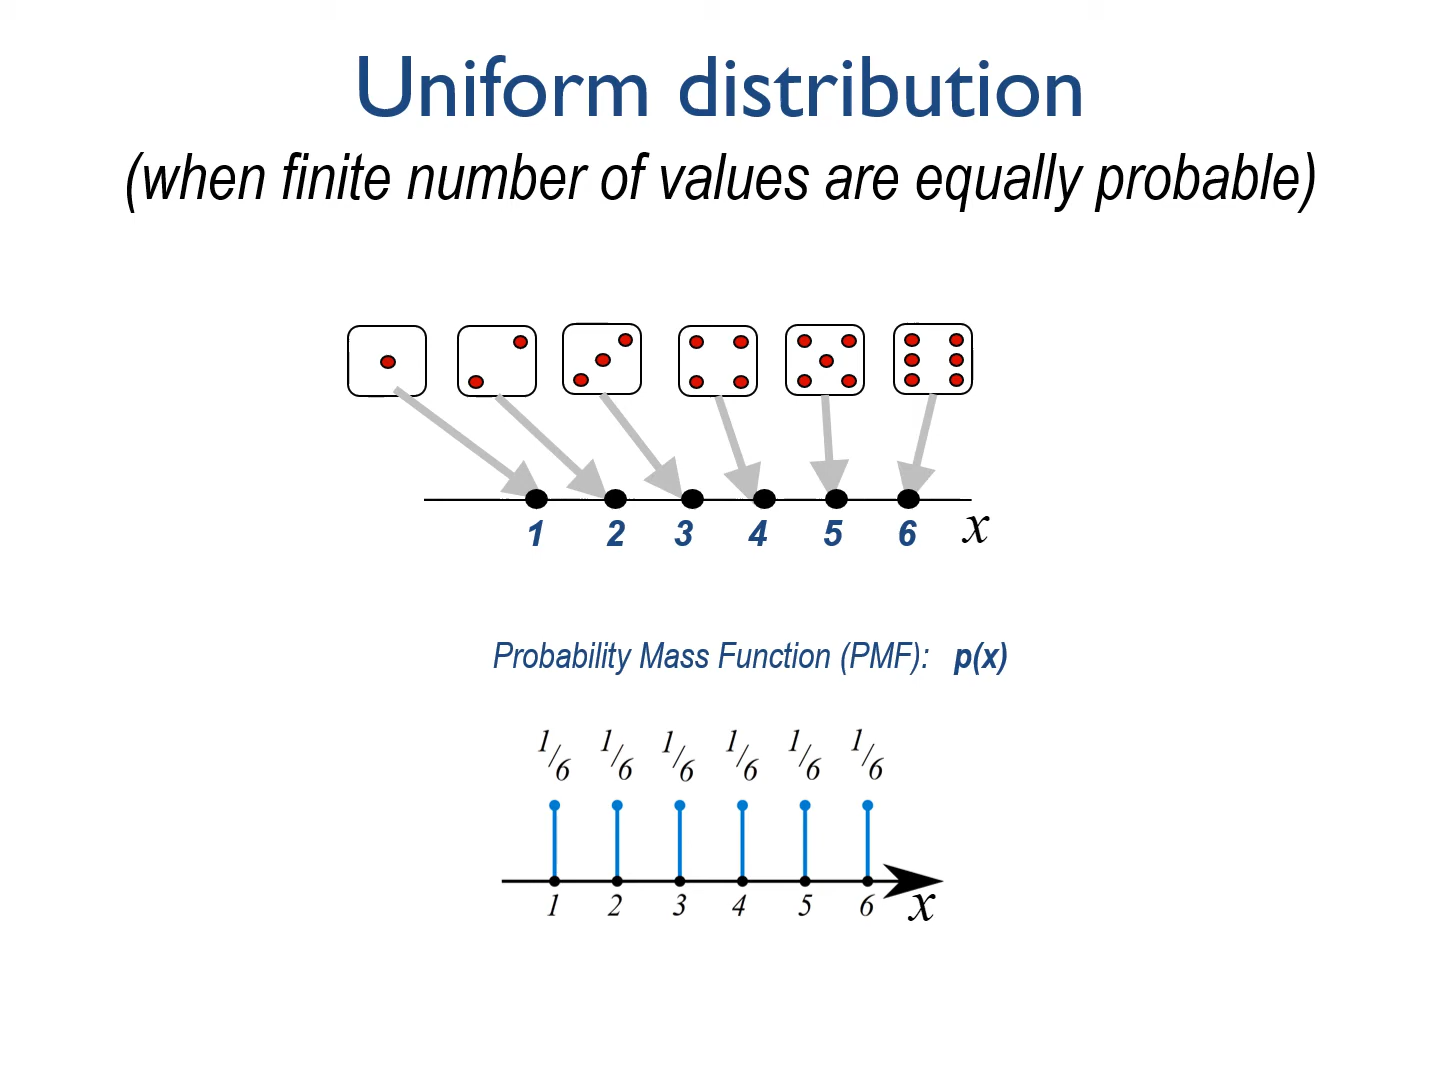 Uniform distribution
(when finite number of values are equally probable)
1 2 3 4 5 6 x
Probability Mass Function (PMF): p(x)
1/6 1/6 1/6 1/6 1/6 1/6
1 2 3 4 5 6 x